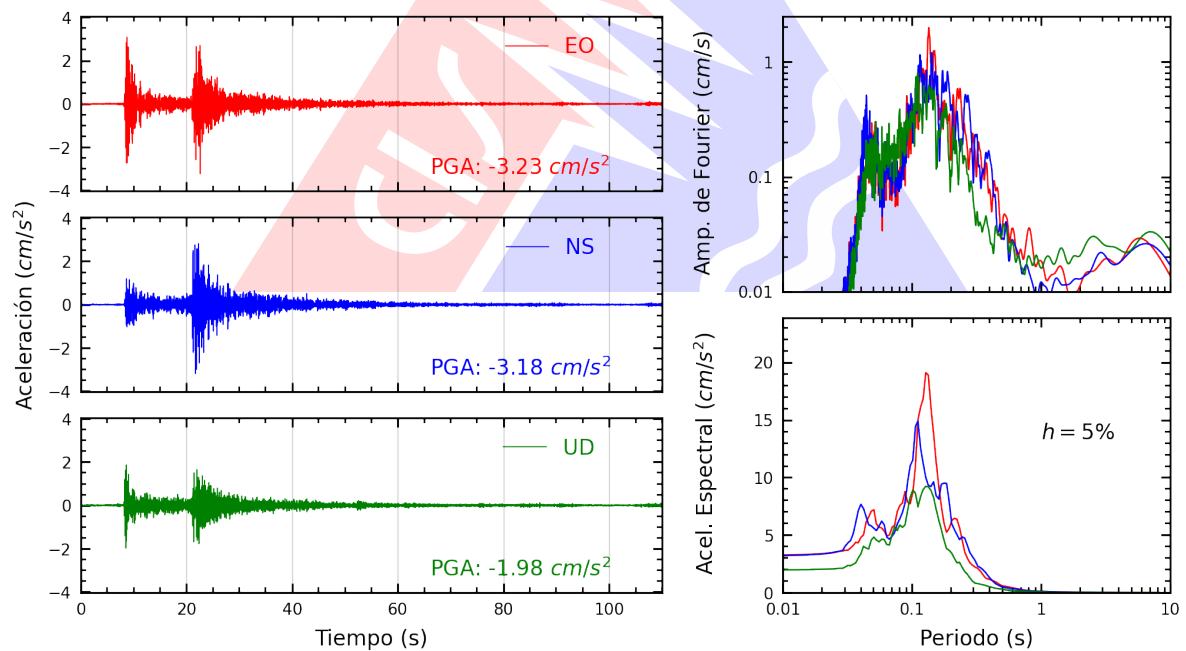 Aceleración (cm/s²)
4
2
0
−2
−4
EO
PGA: -3.23 cm/s²
4
2
0
−2
−4
NS
PGA: -3.18 cm/s²
4
2
0
−2
−4
UD
PGA: -1.98 cm/s²
0 20 40 60 80 100
Tiempo (s)
Amp. de Fourier (cm/s)
1
0.1
0.01
Acel. Espectral (cm/s²)
20
15
10
5
0
h = 5%
0.01 0.1 1 10
Periodo (s)
CIS